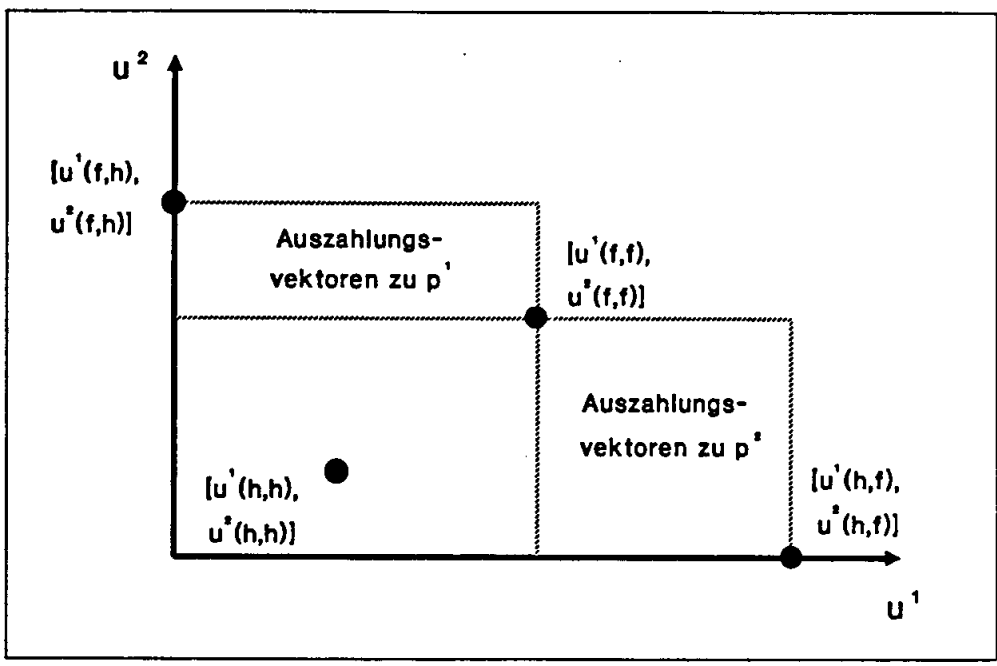 u²
[u¹(f,h),
u²(f,h)]
Auszahlungs-
vektoren zu p¹
[u¹(f,f),
u²(f,f)]
Auszahlungs-
vektoren zu p²
[u¹(h,h),
u²(h,h)]
[u¹(h,f),
u²(h,f)]
u¹